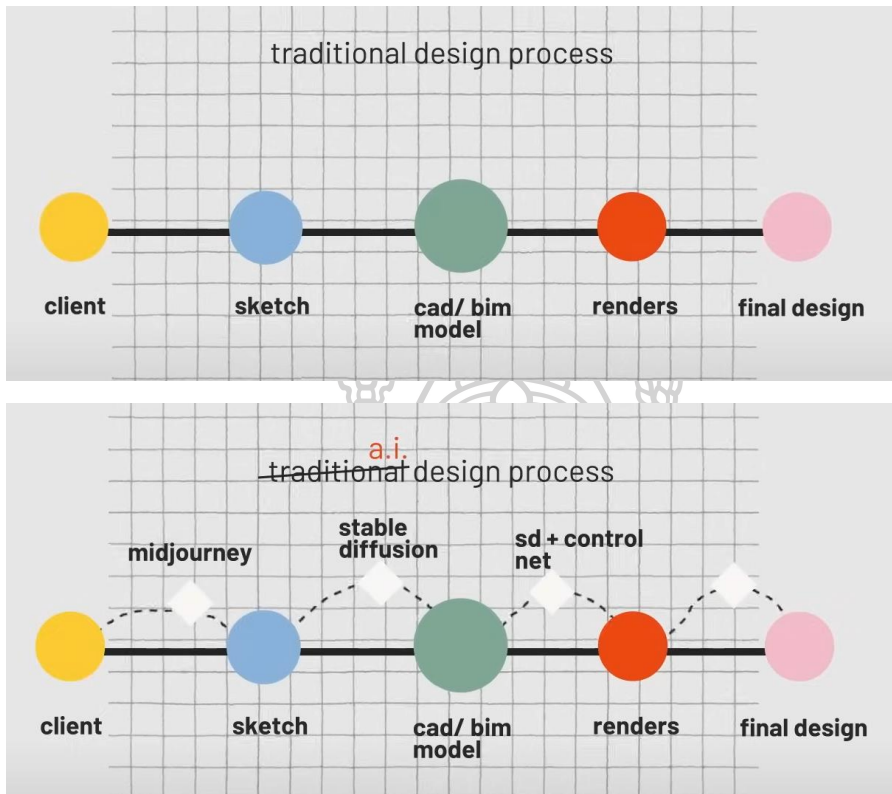 traditional design process
client
sketch
cad/ bim
model
renders
final design
a.i.
traditional design process
midjourney
stable
diffusion
sd + control
net
client
sketch
cad/ bim
model
renders
final design